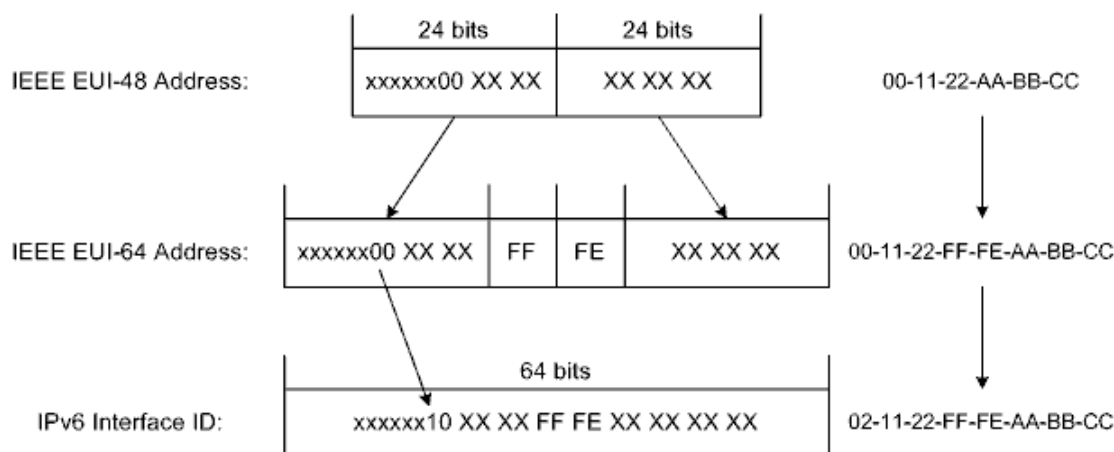 24 bits 24 bits
IEEE EUI-48 Address: xxxxxx00 XX XX XX XX XX 00-11-22-AA-BB-CC
IEEE EUI-64 Address: xxxxxx00 XX XX FF FE XX XX XX 00-11-22-FF-FE-AA-BB-CC
64 bits
IPv6 Interface ID: xxxxxx10 XX XX FF FE XX XX XX XX 02-11-22-FF-FE-AA-BB-CC